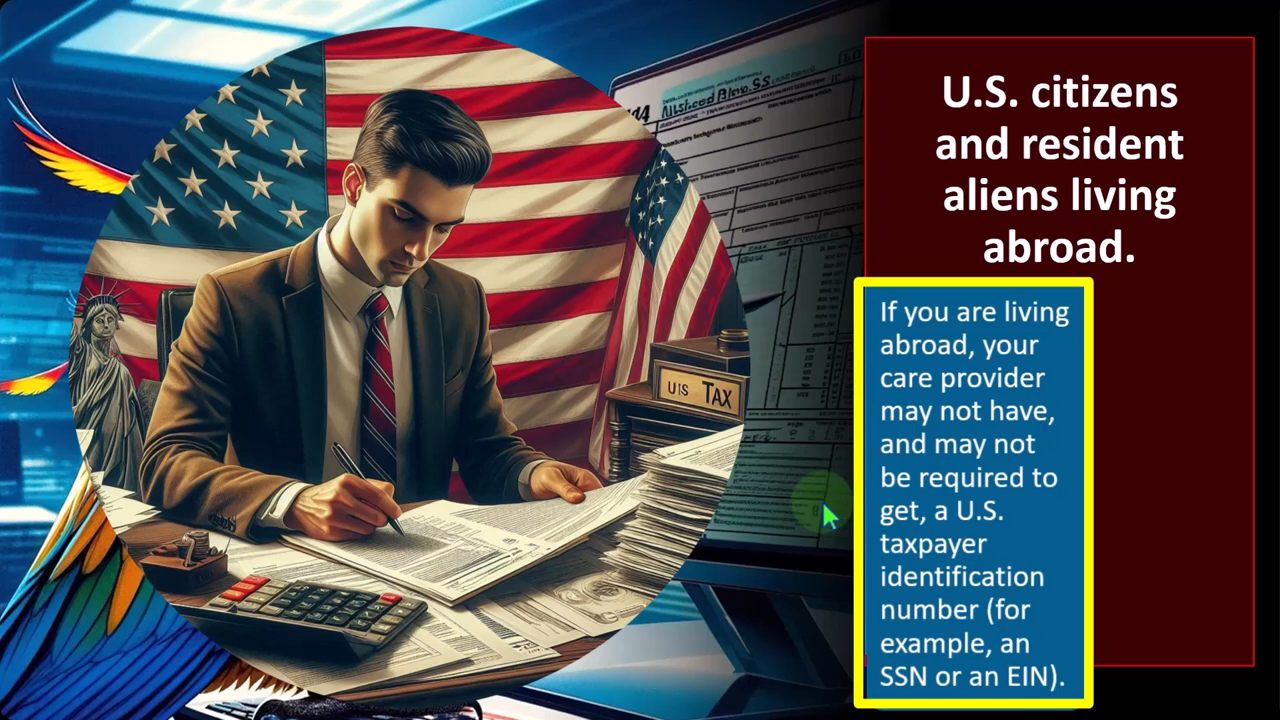 U.S. citizens
and resident
aliens living
abroad.
If you are living
abroad, your
care provider
may not have,
and may not
be required to
get, a U.S.
taxpayer
identification
number (for
example, an
SSN or an EIN).
UIS TAX